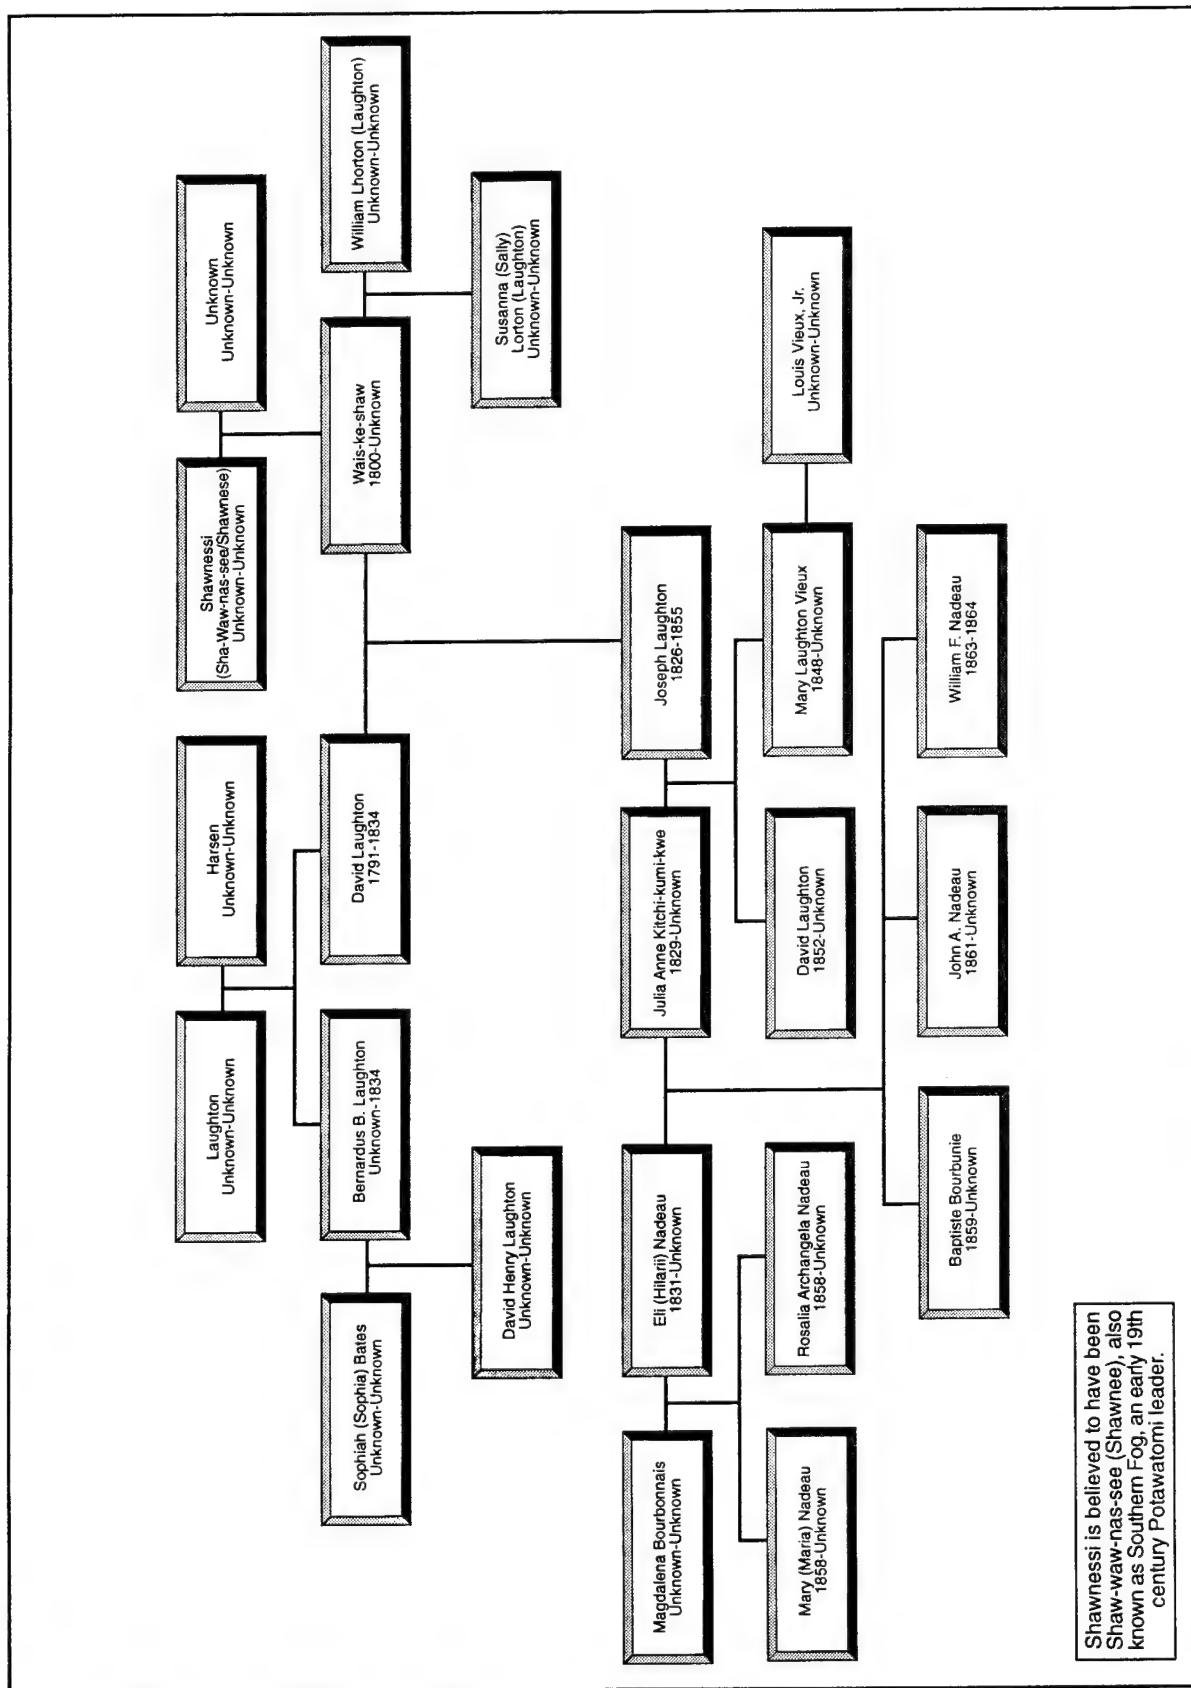 Laughton
Unknown-Unknown
Harsen
Unknown-Unknown
Shawnessi
(Sha-Waw-nas-see/Shawnese)
Unknown-Unknown
Unknown
Unknown-Unknown
Sophiah (Sophia) Bates
Unknown-Unknown
Bernardus B. Laughton
Unknown-1834
David Laughton
1791-1834
Wais-ke-shaw
1800-Unknown
William Lhorton (Laughton)
Unknown-Unknown
David Henry Laughton
Unknown-Unknown
Susanna (Sally)
Lorton (Laughton)
Unknown-Unknown
Magdalena Bourbonnais
Unknown-Unknown
Eli (Hilarii) Nadeau
1831-Unknown
Julia Anne Kitchi-kumi-kwe
1829-Unknown
Joseph Laughton
1826-1855
Mary (Maria) Nadeau
1858-Unknown
Rosalia Archangela Nadeau
1858-Unknown
David Laughton
1852-Unknown
Mary Laughton Vieux
1848-Unknown
Louis Vieux, Jr.
Unknown-Unknown
Baptiste Bourbunie
1859-Unknown
John A. Nadeau
1861-Unknown
William F. Nadeau
1863-1864
Shawnessi is believed to have been
Shaw-waw-nas-see (Shawnee), also
known as Southern Fog, an early 19th
century Potawatomi leader.